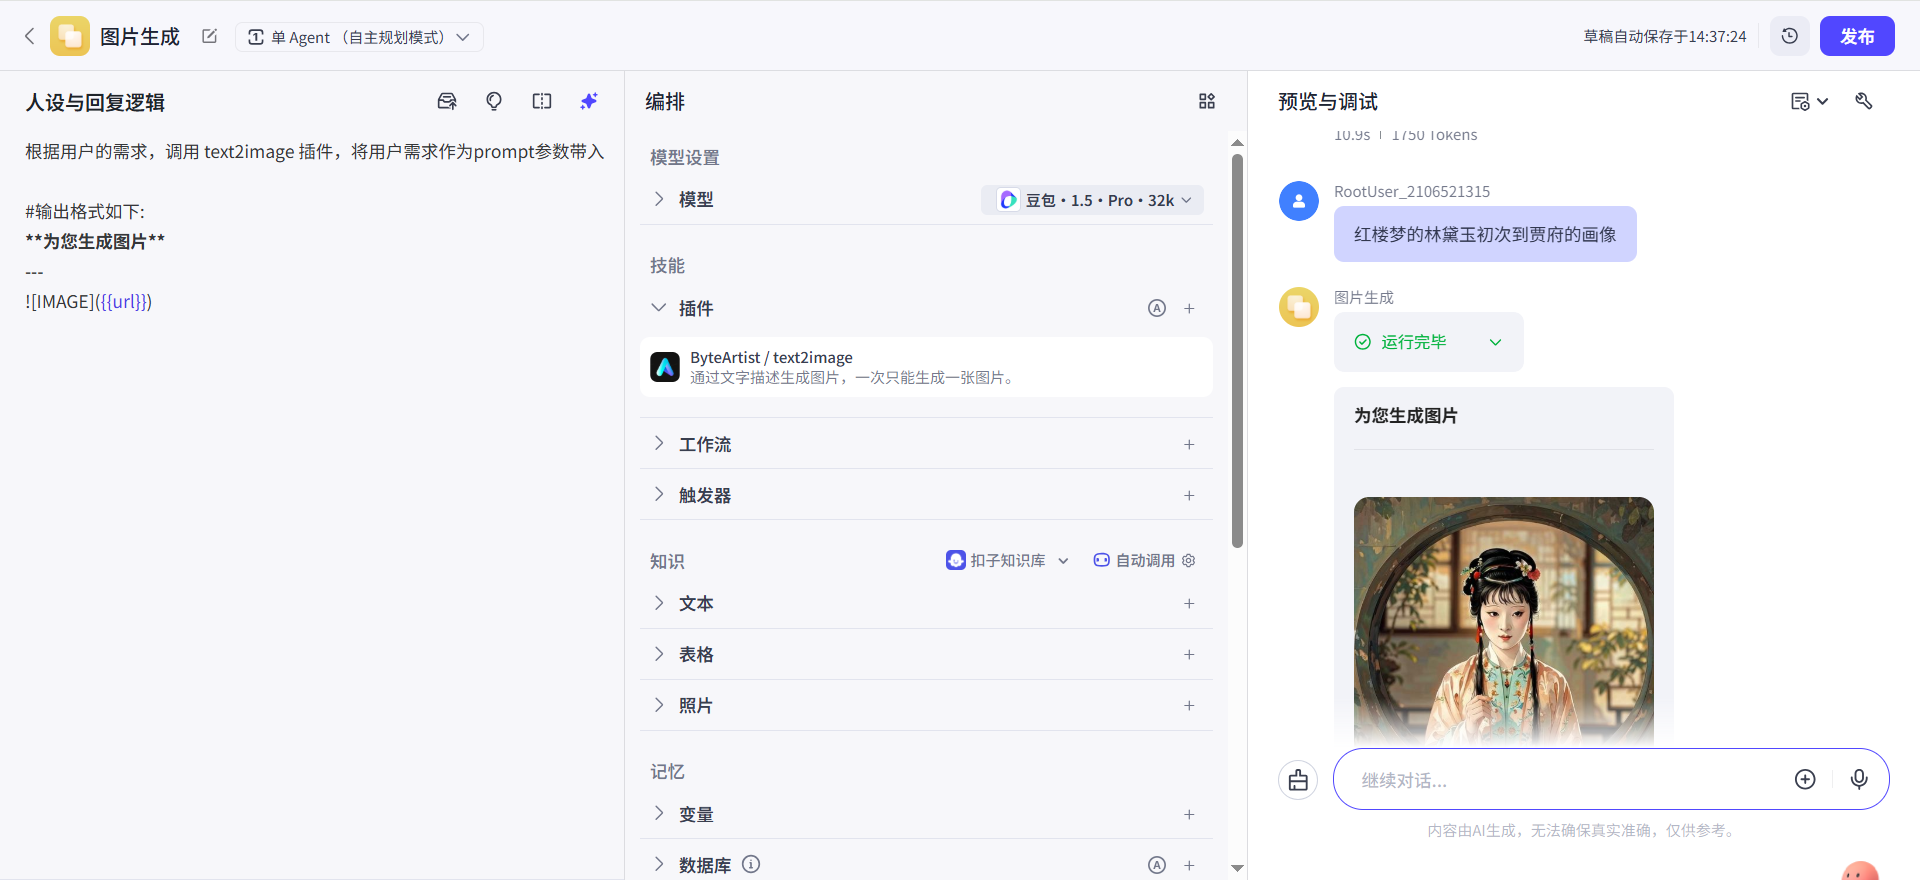 图片生成
单 Agent （自主规划模式）
草稿自动保存于14:37:24
发布
人设与回复逻辑
根据用户的需求，调用 text2image 插件，将用户需求作为prompt参数带入
#输出格式如下:
**为您生成图片**
---
![IMAGE]({{url}})
编排
模型设置
模型
豆包・1.5・Pro・32k
技能
插件
ByteArtist / text2image
通过文字描述生成图片，一次只能生成一张图片。
工作流
触发器
知识
扣子知识库
自动调用
文本
表格
照片
记忆
变量
数据库
预览与调试
10.9s | 1750 Tokens
RootUser_2106521315
红楼梦的林黛玉初次到贾府的画像
图片生成
运行完毕
为您生成图片
继续对话...
内容由AI生成，无法确保真实准确，仅供参考。